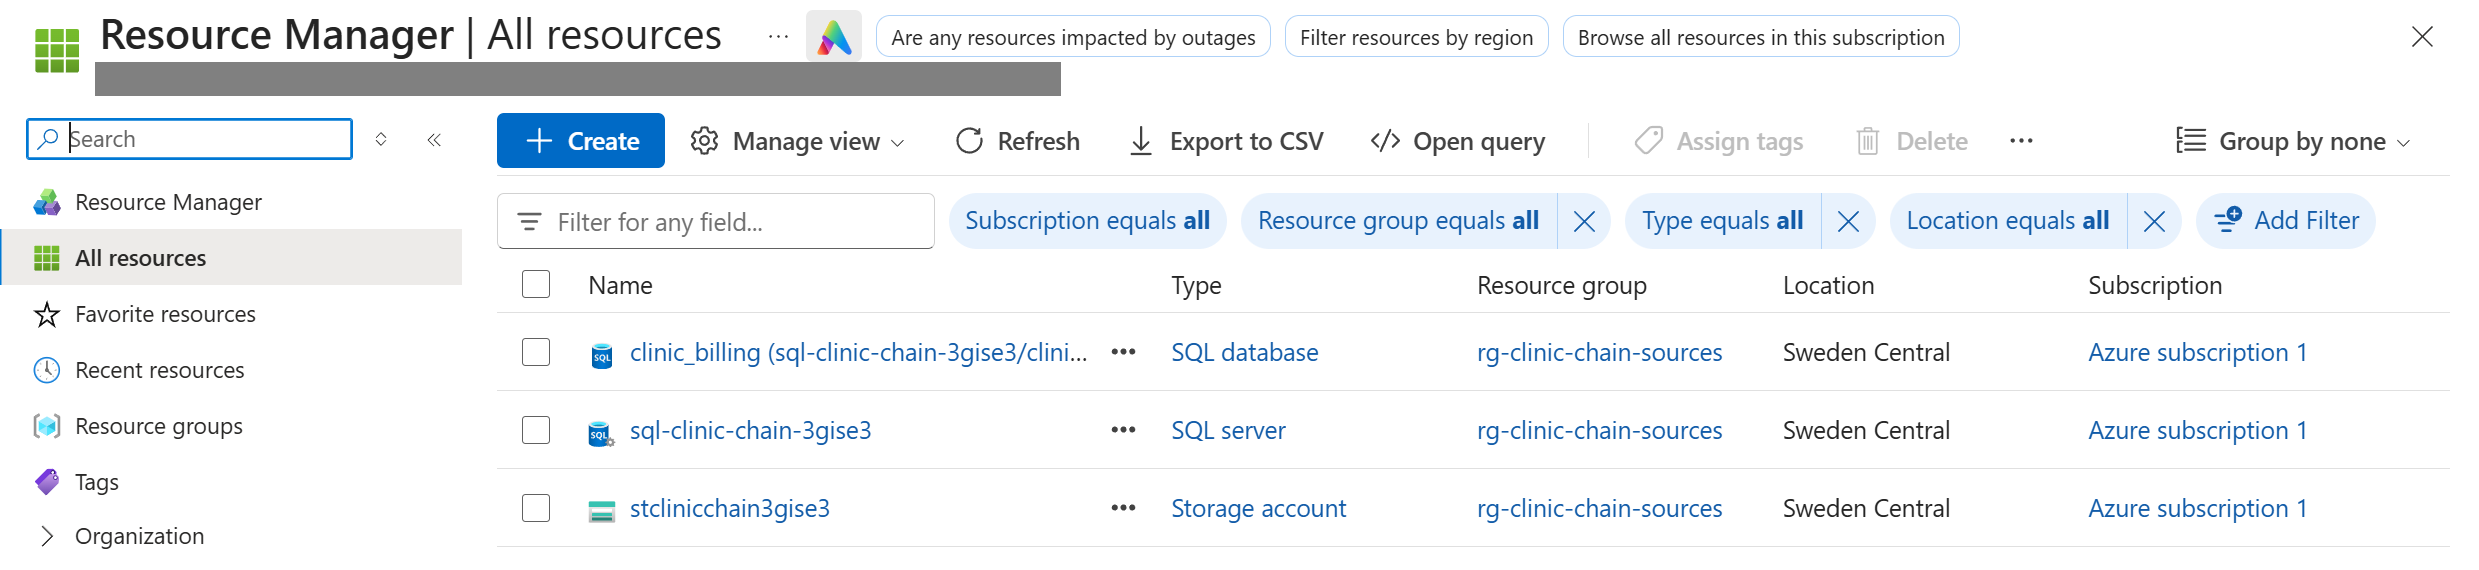 Resource Manager | All resources ...
Are any resources impacted by outages
Filter resources by region
Browse all resources in this subscription
Search
Create
Manage view
Refresh
Export to CSV
Open query
Assign tags
Delete
Group by none
Resource Manager
All resources
Favorite resources
Recent resources
Resource groups
Tags
Organization
Filter for any field...
Subscription equals all
Resource group equals all
Type equals all
Location equals all
Add Filter
Name Type Resource group Location Subscription
clinic_billing (sql-clinic-chain-3gise3/clini... SQL database rg-clinic-chain-sources Sweden Central Azure subscription 1
sql-clinic-chain-3gise3 SQL server rg-clinic-chain-sources Sweden Central Azure subscription 1
stclinicchain3gise3 Storage account rg-clinic-chain-sources Sweden Central Azure subscription 1